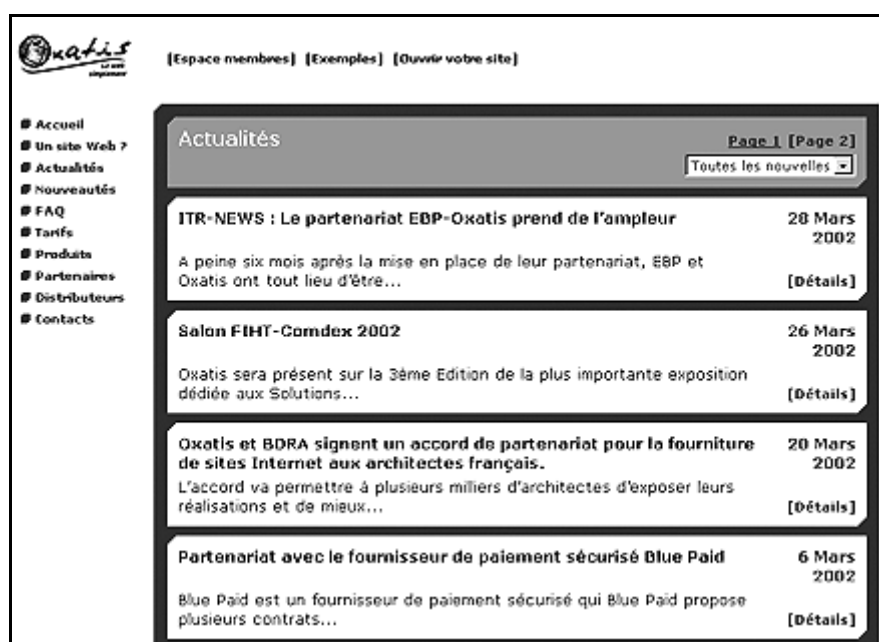 Oxatis
[Espace membres] [Exemples] [Ouvrir votre site]
Accueil
Un site Web ?
Actualités
Nouveautés
FAQ
Tarifs
Produits
Partenaires
Distributeurs
Contacts
Actualités
Page 1 [Page 2]
Toutes les nouvelles
ITR-NEWS : Le partenariat EBP-Oxatis prend de l'ampleur
28 Mars
2002
A peine six mois après la mise en place de leur partenariat, EBP et
Oxatis ont tout lieu d'être...
[Détails]
Salon FIHT-Comdex 2002
26 Mars
2002
Oxatis sera présent sur la 3ème Edition de la plus importante exposition
dédiée aux Solutions...
[Détails]
Oxatis et BDRA signent un accord de partenariat pour la fourniture
de sites Internet aux architectes français.
20 Mars
2002
L'accord va permettre à plusieurs milliers d'architectes d'exposer leurs
réalisations et de mieux...
[Détails]
Partenariat avec le fournisseur de paiement sécurisé Blue Paid
6 Mars
2002
Blue Paid est un fournisseur de paiement sécurisé qui Blue Paid propose
plusieurs contrats...
[Détails]